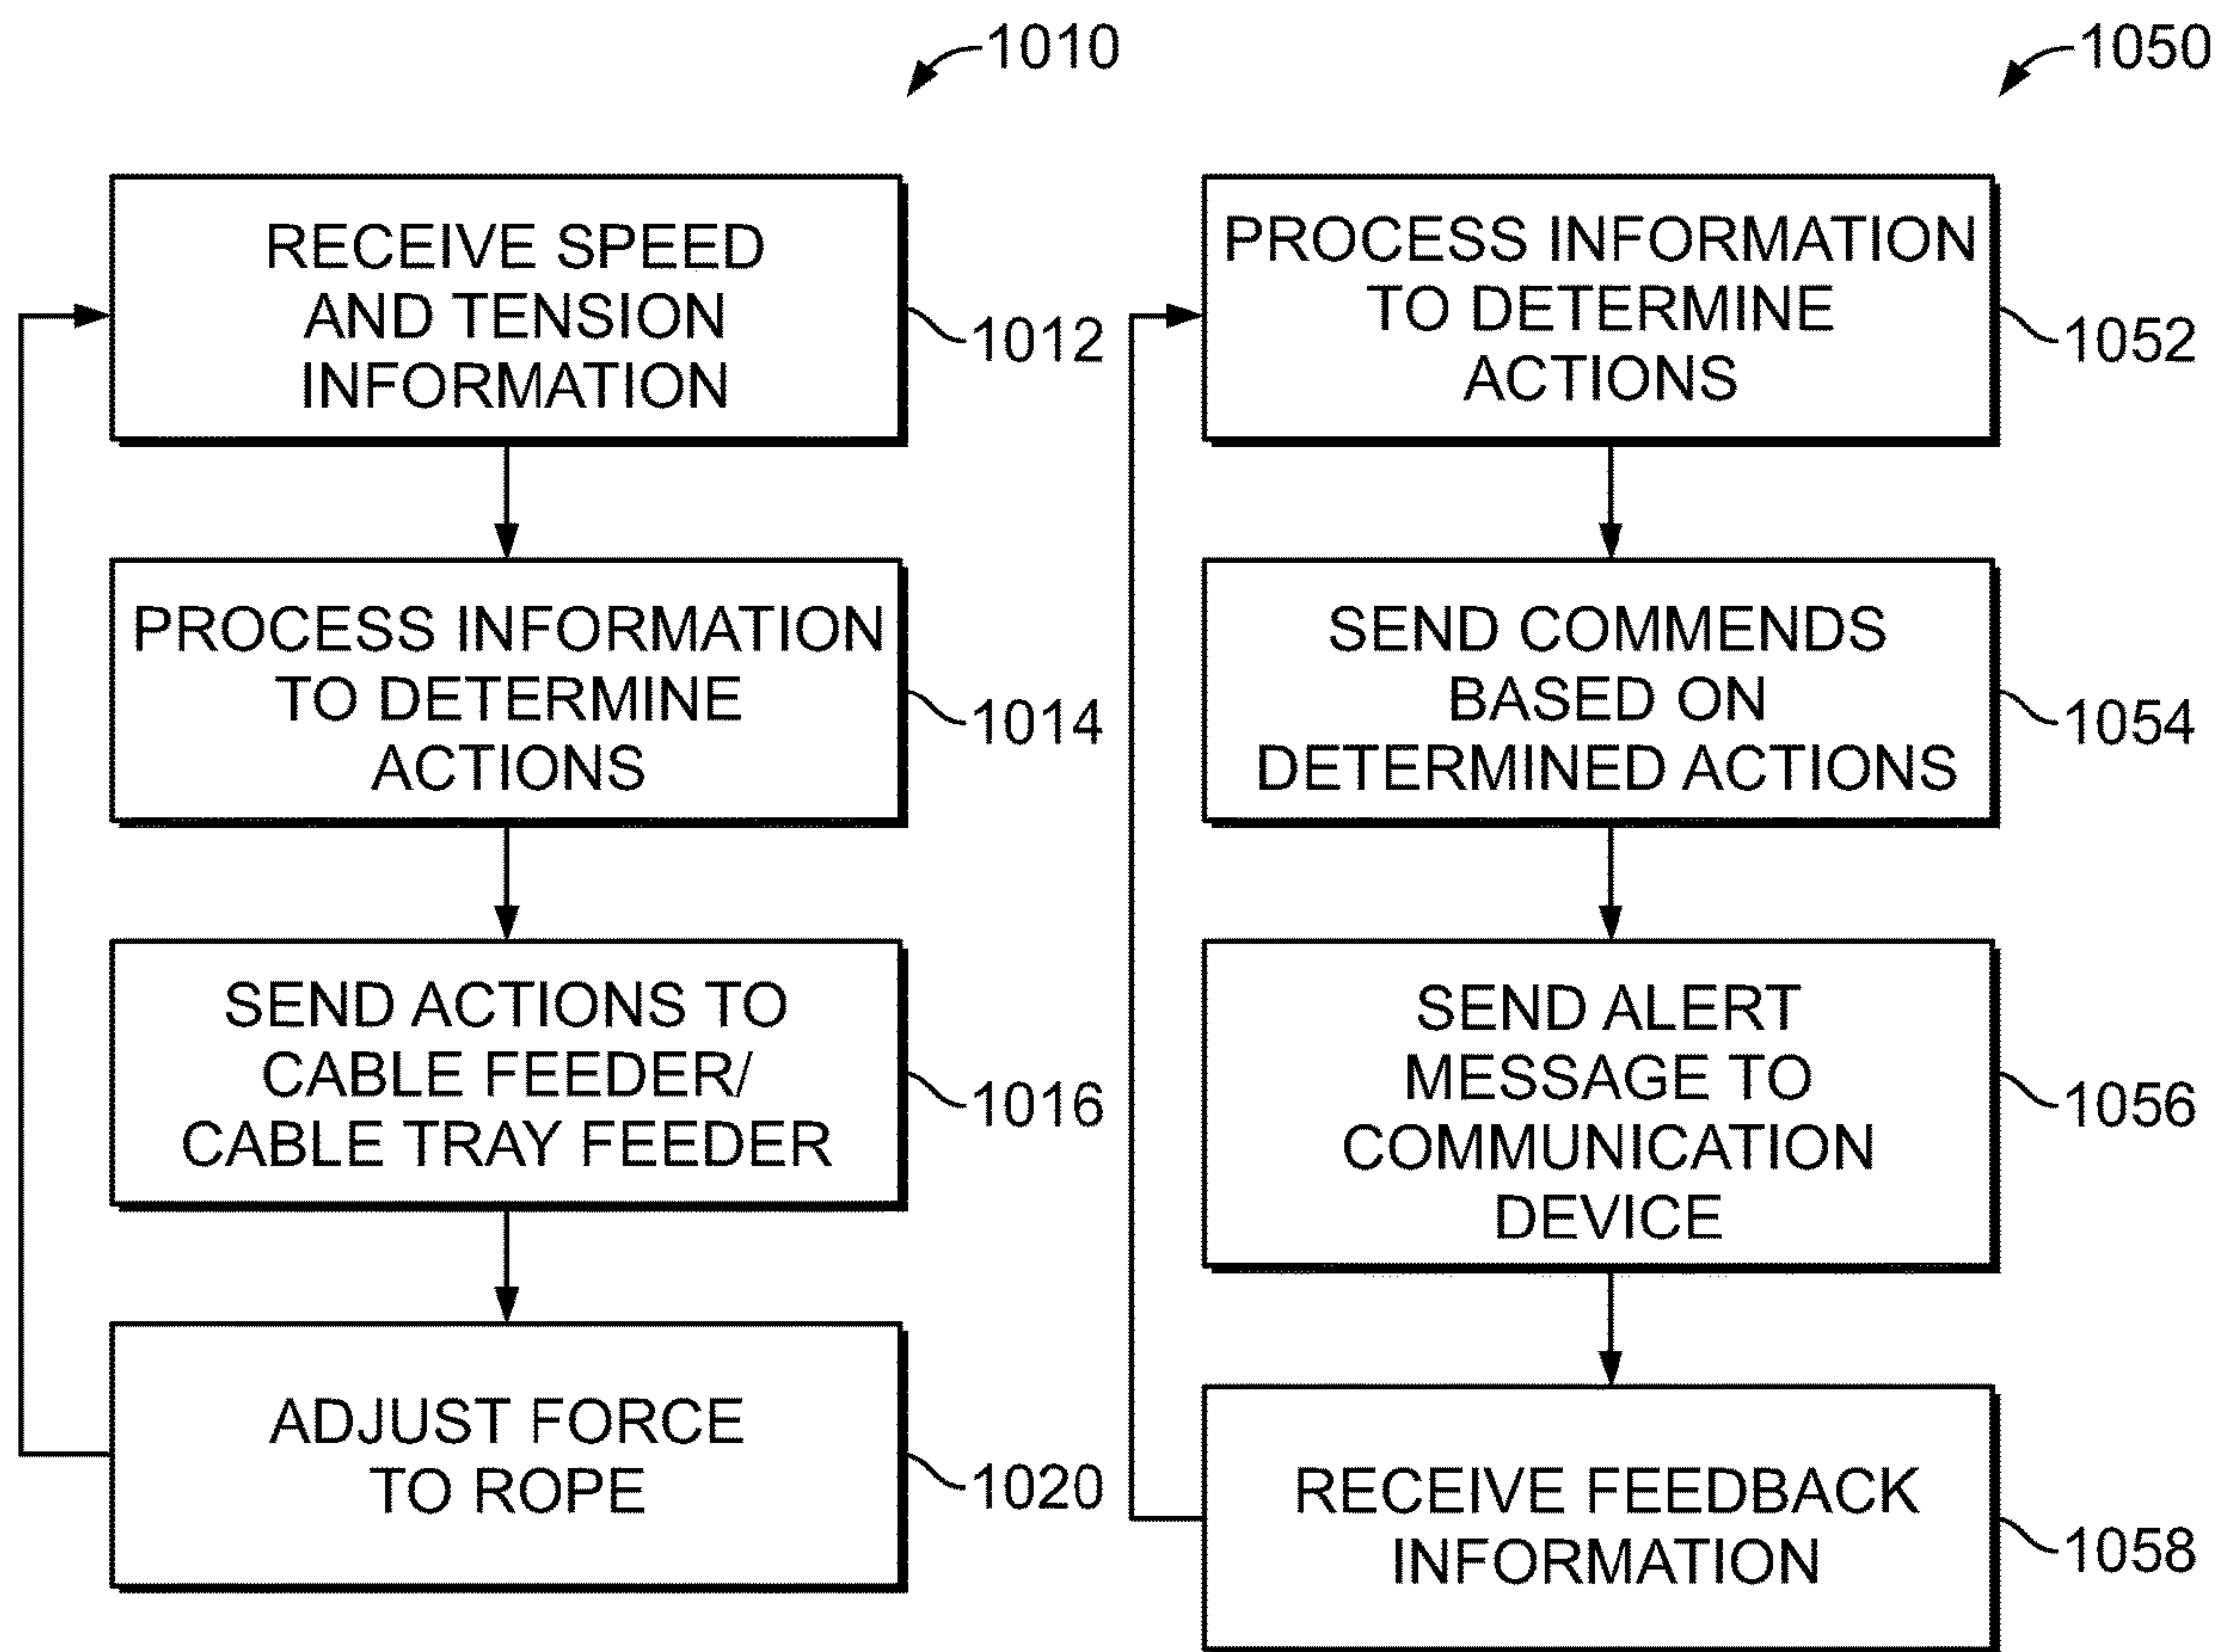 1010
RECEIVE SPEED
AND TENSION
INFORMATION
1012
PROCESS INFORMATION
TO DETERMINE
ACTIONS
1014
SEND ACTIONS TO
CABLE FEEDER/
CABLE TRAY FEEDER
1016
ADJUST FORCE
TO ROPE
1020
1050
PROCESS INFORMATION
TO DETERMINE
ACTIONS
1052
SEND COMMENDS
BASED ON
DETERMINED ACTIONS
1054
SEND ALERT
MESSAGE TO
COMMUNICATION
DEVICE
1056
RECEIVE FEEDBACK
INFORMATION
1058